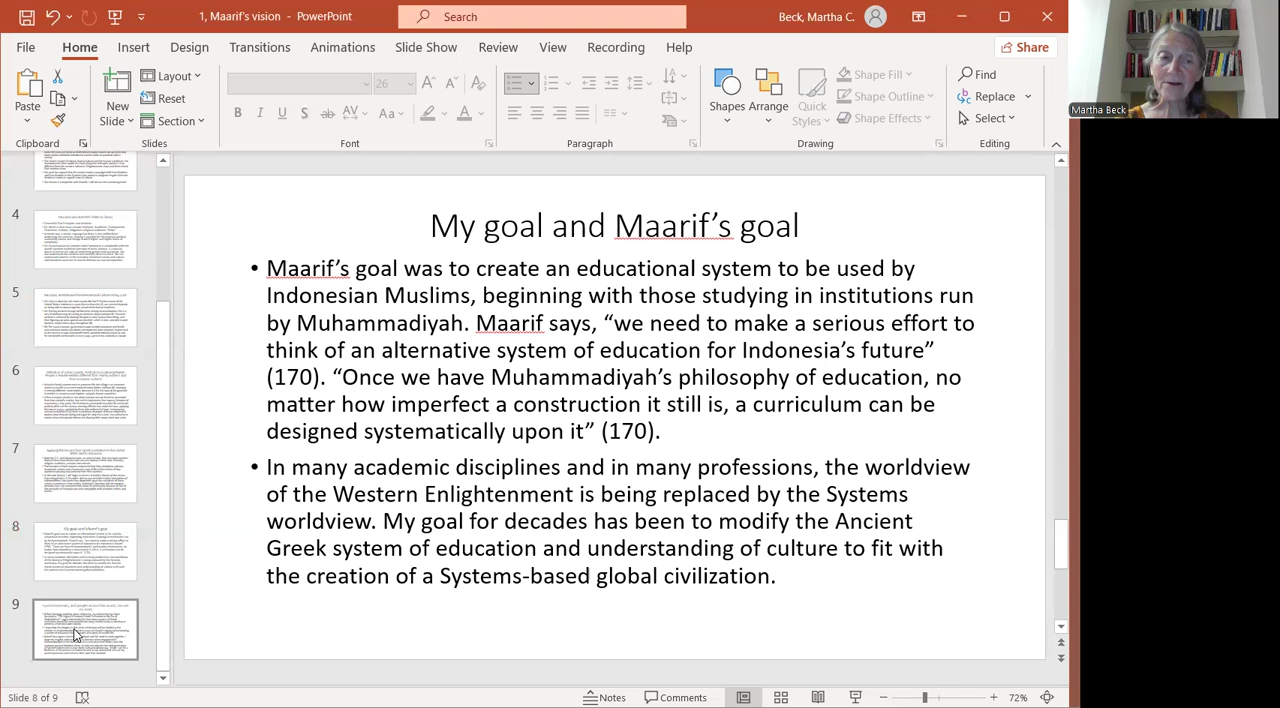 1, Maarif's vision - PowerPoint
Search
Beck, Martha C.
File Home Insert Design Transitions Animations Slide Show Review View Recording Help
Share
Paste
New
Slide
Layout
Reset
Section
26
Shapes
Arrange
Quick
Styles
Shape Fill
Shape Outline
Shape Effects
Find
Replace
Select
Clipboard
Slides
Font
Paragraph
Drawing
Editing
Martha Beck
4
5
6
7
8
9
My goal and Maarif's goal
• Maarif's goal was to create an educational system to be used by
Indonesian Muslims, beginning with those studying in institutions run
by Muhammadiyah. Maarif says, “we need to make a serious effort to
think of an alternative system of education for Indonesia's future”
(170). “Once we have Muhammadiyah's philosophy of education, no
matter how imperfect a construction it still is, a curriculum can be
designed systematically upon it” (170).
• In many academic disciplines and in many professions, the worldview
of the Western Enlightenment is being replaced by the Systems
worldview. My goal for decades has been to modify the Ancient
Greek system of education and understanding of culture to fit with
the creation of a Systems-based global civilization.
Slide 8 of 9
Notes
Comments
72%